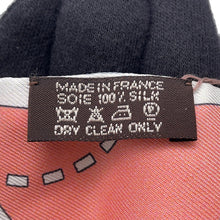 MADE IN FRANCE
SOIE 100% SILK
DRY CLEAN ONLY